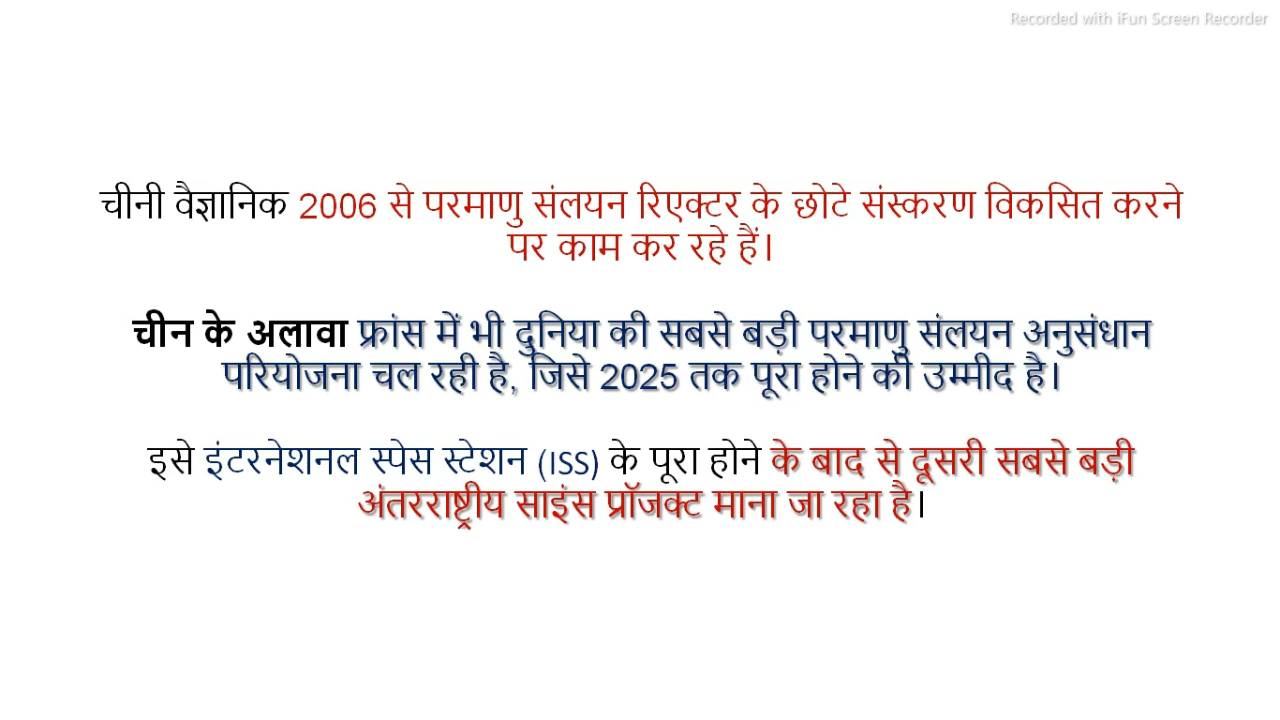 Recorded with iFun Screen Recorder
चीनी वैज्ञानिक 2006 से परमाणु संलयन रिएक्टर के छोटे संस्करण विकसित करने
पर काम कर रहे हैं।
चीन के अलावा फ्रांस में भी दुनिया की सबसे बड़ी परमाणु संलयन अनुसंधान
परियोजना चल रही है, जिसे 2025 तक पूरा होने की उम्मीद है।
इसे इंटरनेशनल स्पेस स्टेशन (ISS) के पूरा होने के बाद से दूसरी सबसे बड़ी
अंतरराष्ट्रीय साइंस प्रॉजक्ट माना जा रहा है।